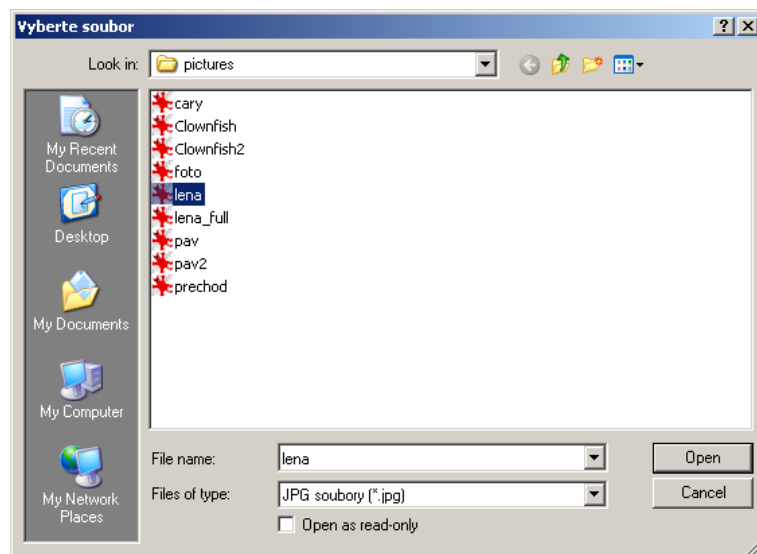 Vyberte soubor
Look in: pictures
My Recent
Documents
Desktop
My Documents
My Computer
My Network
Places
cary
Clownfish
Clownfish2
foto
lena
lena_full
pav
pav2
prechod
File name: lena Open
Files of type: JPG soubory (*.jpg) Cancel
Open as read-only